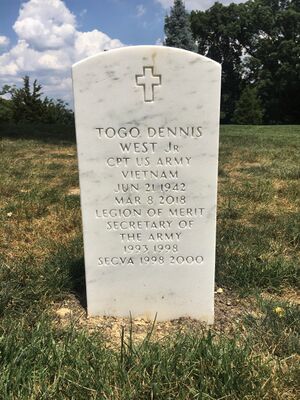 TOGO DENNIS
WEST JR
CPT US ARMY
VIETNAM
JUN 21 1942
MAR 8 2018
LEGION OF MERIT
SECRETARY OF
THE ARMY
1993 1998
SECVA 1998 2000